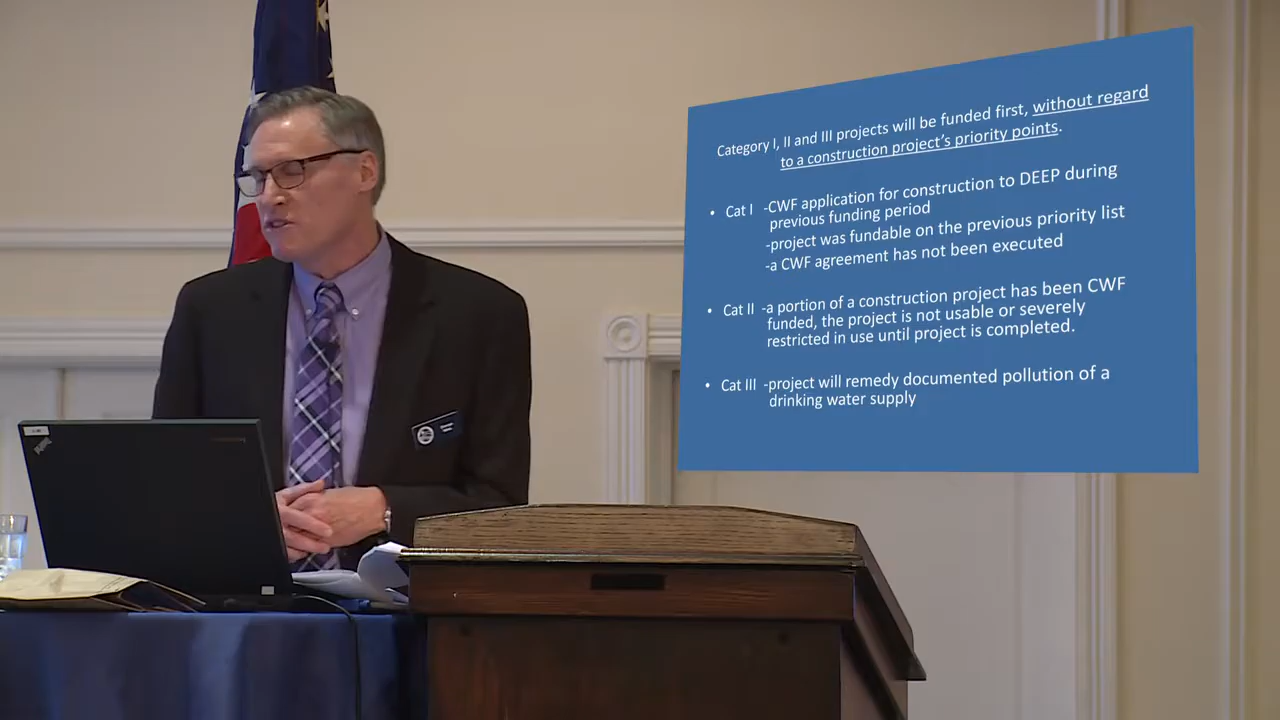 Category I, II and III projects will be funded first, without regard
to a construction project's priority points.
• Cat I -CWF application for construction to DEEP during
previous funding period
-project was fundable on the previous priority list
-a CWF agreement has not been executed
• Cat II -a portion of a construction project has been CWF
funded, the project is not usable or severely
restricted in use until project is completed.
• Cat III -project will remedy documented pollution of a
drinking water supply